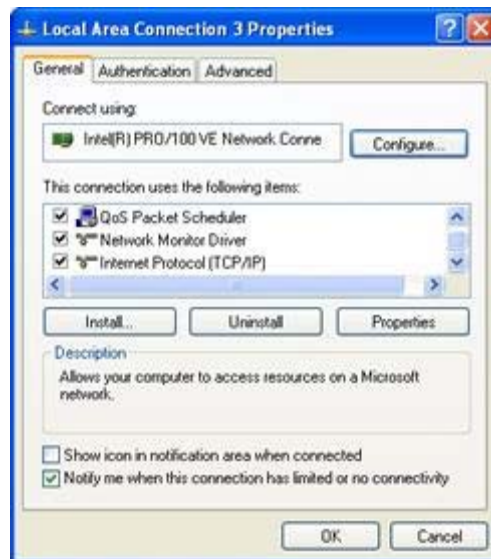 Local Area Connection 3 Properties
General Authentication Advanced
Connect using:
Intel(R) PRO/100 VE Network Conne
Configure...
This connection uses the following items:
QoS Packet Scheduler
Network Monitor Driver
Internet Protocol (TCP/IP)
Install... Uninstall Properties
Description
Allows your computer to access resources on a Microsoft
network.
Show icon in notification area when connected
Notify me when this connection has limited or no connectivity
OK Cancel